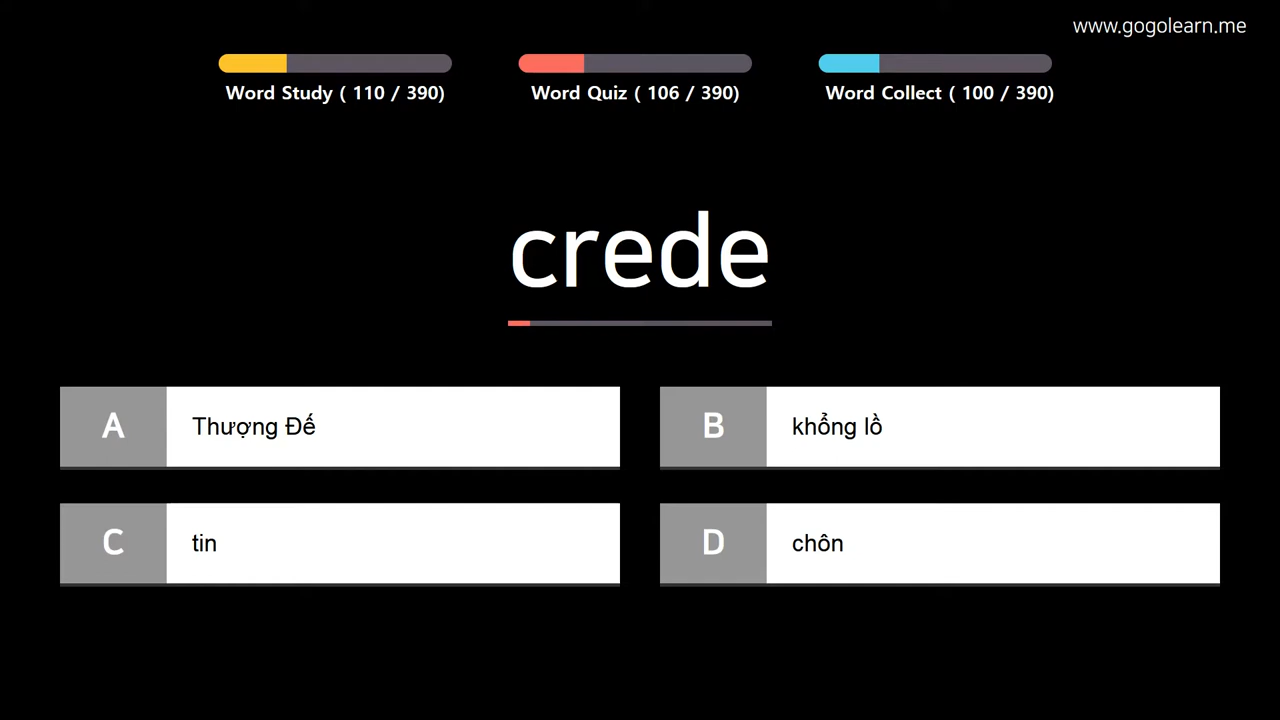 www.gogolearn.me
Word Study ( 110 / 390)
Word Quiz ( 106 / 390)
Word Collect ( 100 / 390)
crede
A
Thượng Đế
B
khổng lồ
C
tin
D
chôn